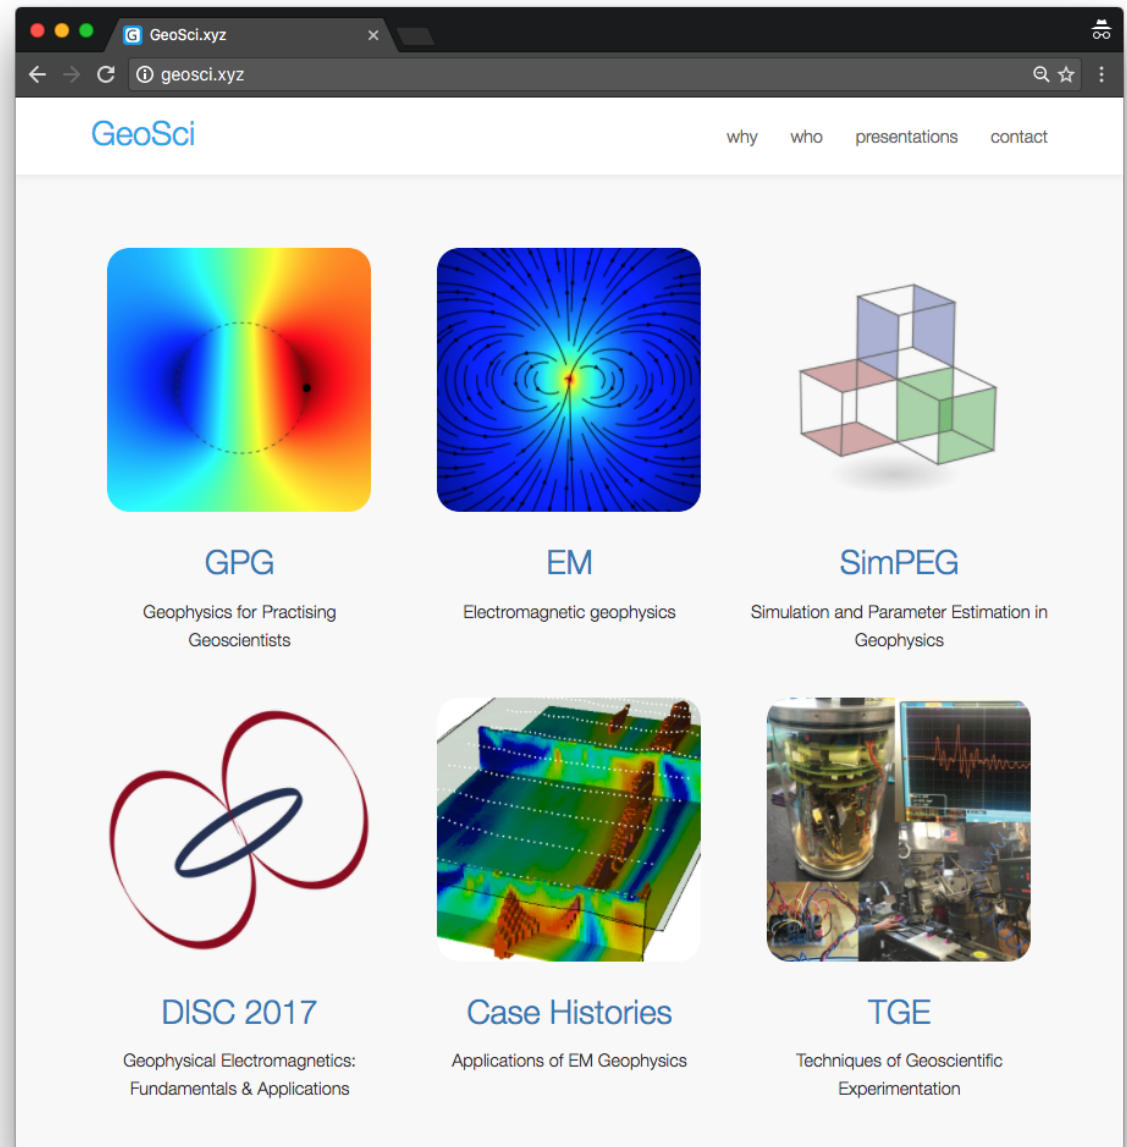 GeoSci.xyz
geosci.xyz
GeoSci
why who presentations contact
GPG
Geophysics for Practising
Geoscientists
EM
Electromagnetic geophysics
SimPEG
Simulation and Parameter Estimation in
Geophysics
DISC 2017
Geophysical Electromagnetics:
Fundamentals & Applications
Case Histories
Applications of EM Geophysics
TGE
Techniques of Geoscientific
Experimentation